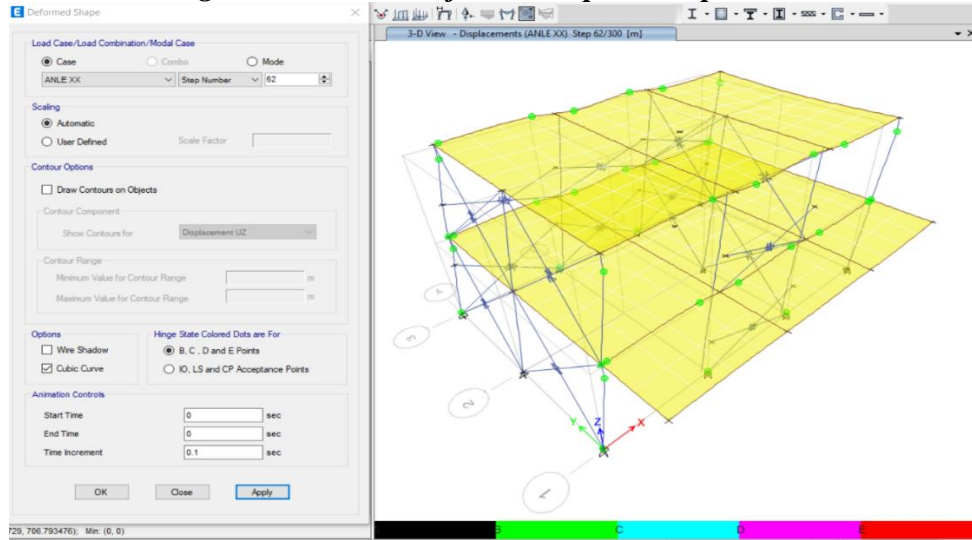 Deformed Shape
Load Case/Load Combination/Modal Case
Case
Combo
Mode
ANLE XX
Step Number
62
Scaling
Automatic
User Defined
Scale Factor
Contour Options
Draw Contours on Objects
Contour Component
Show Contours for
Displacement UZ
Contour Range
Minimum Value for Contour Range
m
Maximum Value for Contour Range
m
Options
Wire Shadow
Cubic Curve
Hinge State Colored Dots are For
B, C , D and E Points
IO, LS and CP Acceptance Points
Animation Controls
Start Time
0
sec
End Time
0
sec
Time Increment
0.1
sec
OK
Close
Apply
729, 706.793476); Min: (0, 0)
3-D View - Displacements (ANLE XX) Step 62/300 [m]
4
3
2
1
Y
Z
X
B
C
D
E